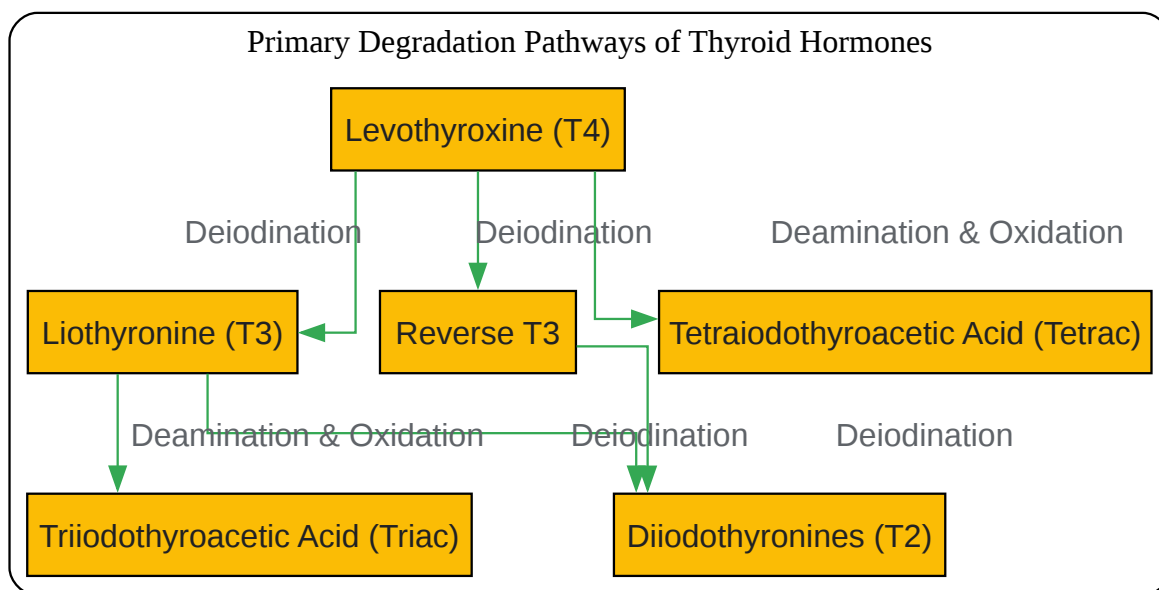 Primary Degradation Pathways of Thyroid Hormones
Levothyroxine (T4)
Deiodination
Deiodination
Deamination & Oxidation
Liothyronine (T3)
Reverse T3
Tetraiodothyroacetic Acid (Tetrac)
Deamination & Oxidation
Deiodination
Deiodination
Triiodothyroacetic Acid (Triac)
Diiodothyronines (T2)